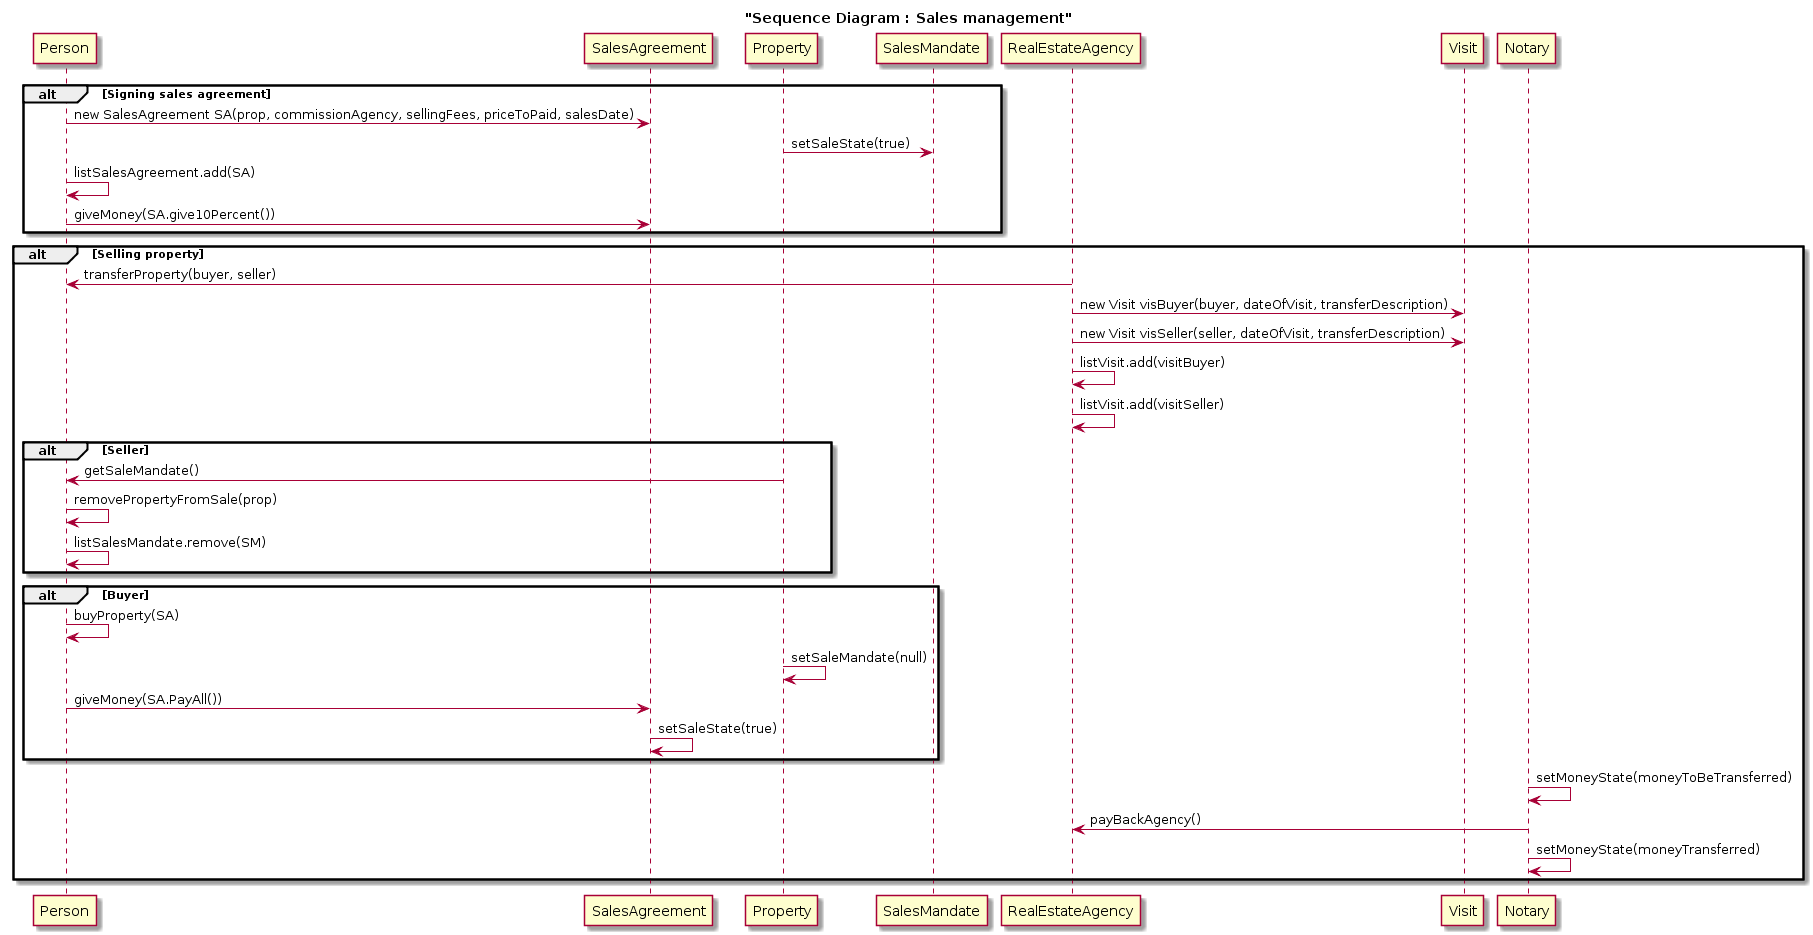 "Sequence Diagram : Sales management"
Person SalesAgreement Property SalesMandate RealEstateAgency Visit Notary
alt [Signing sales agreement]
new SalesAgreement SA(prop, commissionAgency, sellingFees, priceToPaid, salesDate)
setSaleState(true)
listSalesAgreement.add(SA)
giveMoney(SA.give10Percent())
alt [Selling property]
transferProperty(buyer, seller)
new Visit visBuyer(buyer, dateOfVisit, transferDescription)
new Visit visSeller(seller, dateOfVisit, transferDescription)
listVisit.add(visitBuyer)
listVisit.add(visitSeller)
alt [Seller]
getSaleMandate()
removePropertyFromSale(prop)
listSalesMandate.remove(SM)
alt [Buyer]
buyProperty(SA)
setSaleMandate(null)
giveMoney(SA.PayAll())
setSaleState(true)
setMoneyState(moneyToBeTransferred)
payBackAgency()
setMoneyState(moneyTransferred)
Person SalesAgreement Property SalesMandate RealEstateAgency Visit Notary